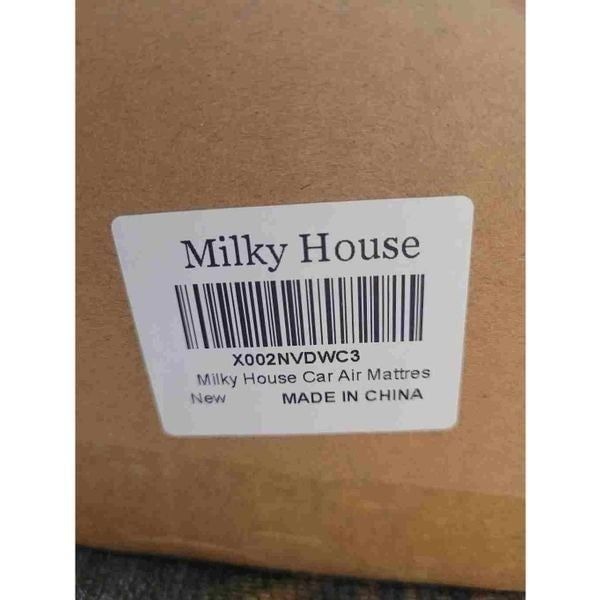 Milky House
X002NVDWC3
Milky House Car Air Mattres
New MADE IN CHINA